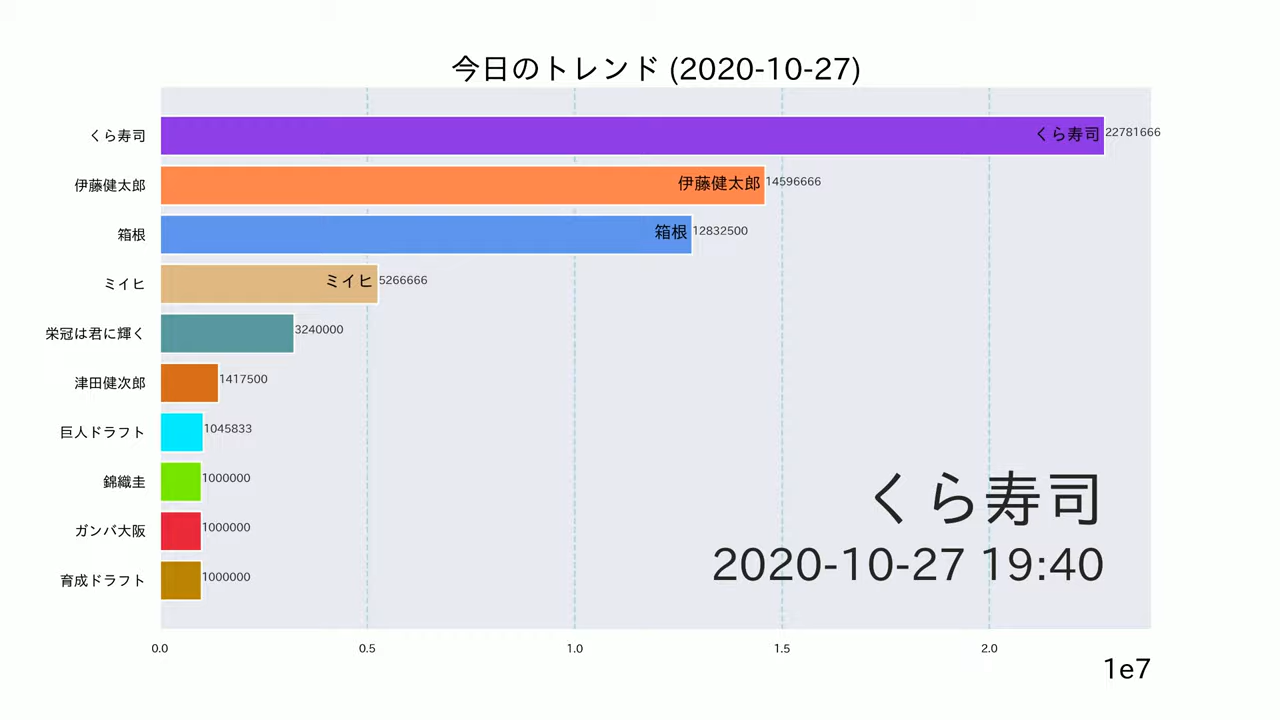 今日のトレンド (2020-10-27)
くら寿司 くら寿司 22781666
伊藤健太郎 伊藤健太郎 14596666
箱根 箱根 12832500
ミイヒ ミイヒ 5266666
栄冠は君に輝く 3240000
津田健次郎 1417500
巨人ドラフト 1045833
錦織圭 1000000
ガンバ大阪 1000000
育成ドラフト 1000000
くら寿司
2020-10-27 19:40
0.0 0.5 1.0 1.5 2.0
1e7